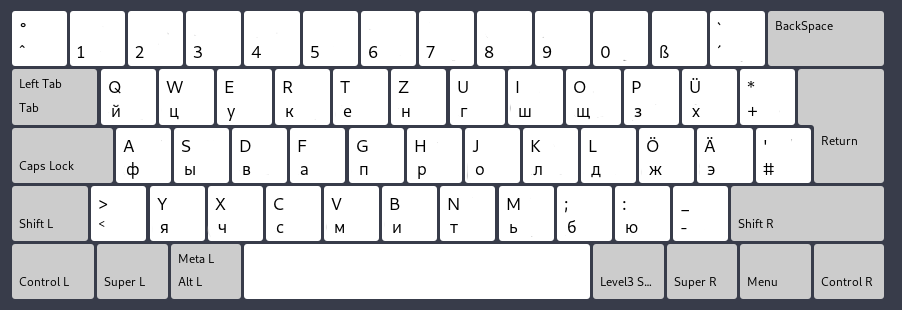 ° ` BackSpace
^ 1 2 3 4 5 6 7 8 9 0 ß ´
Left Tab Q W E R T Z U I O P Ü *
Tab й ц у к е н г ш щ з х +
Return
A S D F G H J K L Ö Ä '
Caps Lock ф ы в а п р о л д ж э #
> Y X C V B N M ; : _
Shift L < я ч с м и т ь б ю - Shift R
Meta L
Control L Super L Alt L Level3 S... Super R Menu Control R